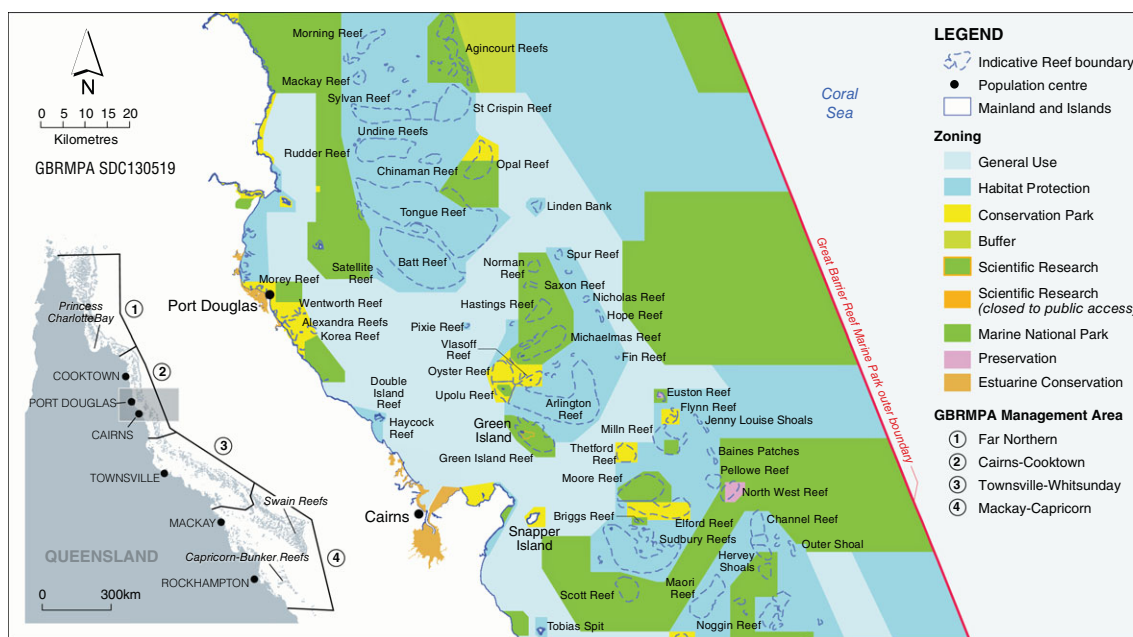 N
0 10 20
Kilometres
GBRMPA SDC130519
Morning Reef
Agincourt Reefs
Mackay Reef
Sylvan Reef
St Crispin Reef
Undine Reefs
Rudder Reef
Opal Reef
Chinaman Reef
Tongue Reef
Linden Bank
Batt Reef
Satellite
Reef
Spur Reef
Norman
Reef
Saxon Reef
Nicholas Reef
Hastings Reef
Hope Reef
Morey Reef
Port Douglas
Wentworth Reef
Alexandra Reefs
Korea Reef
Pixie Reef
Michaelmas Reef
Vlasoff
Reef
Fin Reef
Oyster Reef
Upolu Reef
Arlington
Reef
Double
Island
Reef
Haycock
Reef
Green
Island
Green Island Reef
Euston Reef
Flynn Reef
Jenny Louise Shoals
Milln Reef
Thetford
Reef
Baines Patches
Moore Reef
Pellowe Reef
North West Reef
Cairns
Snapper
Island
Briggs Reef
Elford Reef
Sudbury Reefs
Channel Reef
Outer Shoal
Hervey
Shoals
Maori
Reef
Scott Reef
Noggin Reef
Tobias Spit
Coral
Sea
Great Barrier Reef Marine Park outer boundary
Princess
CharlotteBay
1
COOKTOWN
2
PORT DOUGLAS
CAIRNS
3
TOWNSVILLE
Swain Reefs
MACKAY
QUEENSLAND
Capricorn-Bunker Reefs
4
ROCKHAMPTON
0 300km
LEGEND
Indicative Reef boundary
Population centre
Mainland and Islands
Zoning
General Use
Habitat Protection
Conservation Park
Buffer
Scientific Research
Scientific Research
(closed to public access)
Marine National Park
Preservation
Estuarine Conservation
GBRMPA Management Area
1 Far Northern
2 Cairns-Cooktown
3 Townsville-Whitsunday
4 Mackay-Capricorn